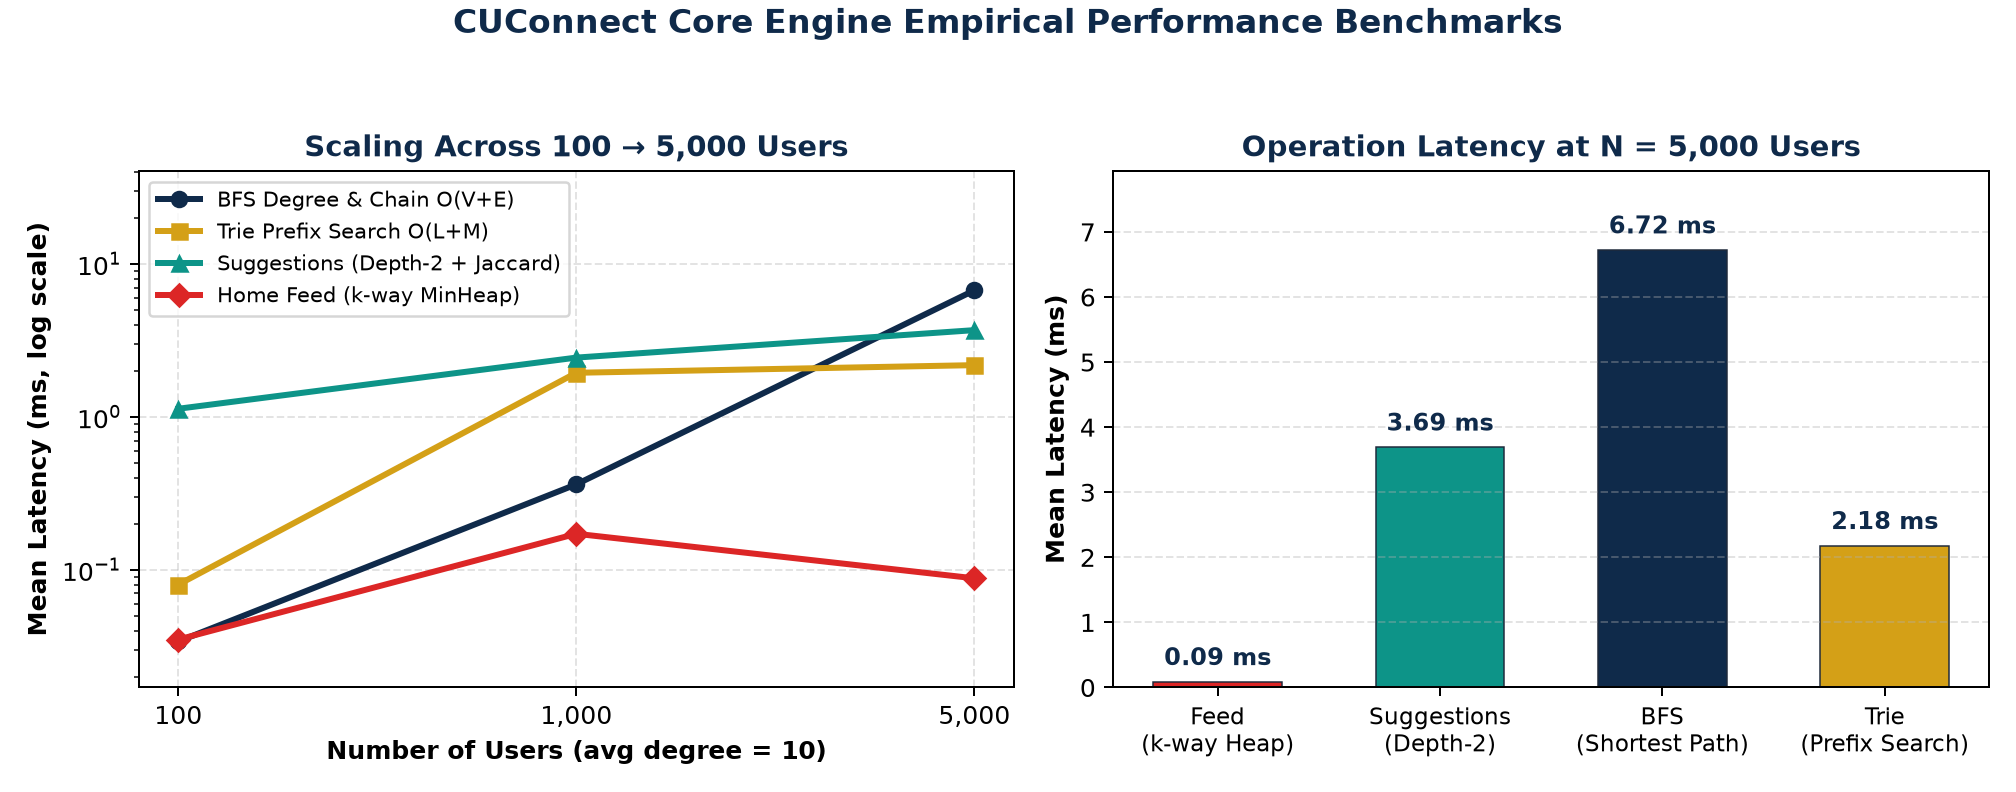 CUConnect Core Engine Empirical Performance Benchmarks
Scaling Across 100 → 5,000 Users
BFS Degree & Chain O(V+E)
Trie Prefix Search O(L+M)
Suggestions (Depth-2 + Jaccard)
Home Feed (k-way MinHeap)
Mean Latency (ms, log scale)
10¹
10⁰
10⁻¹
100
1,000
5,000
Number of Users (avg degree = 10)
Operation Latency at N = 5,000 Users
Mean Latency (ms)
7
6
5
4
3
2
1
0
0.09 ms
3.69 ms
6.72 ms
2.18 ms
Feed
(k-way Heap)
Suggestions
(Depth-2)
BFS
(Shortest Path)
Trie
(Prefix Search)